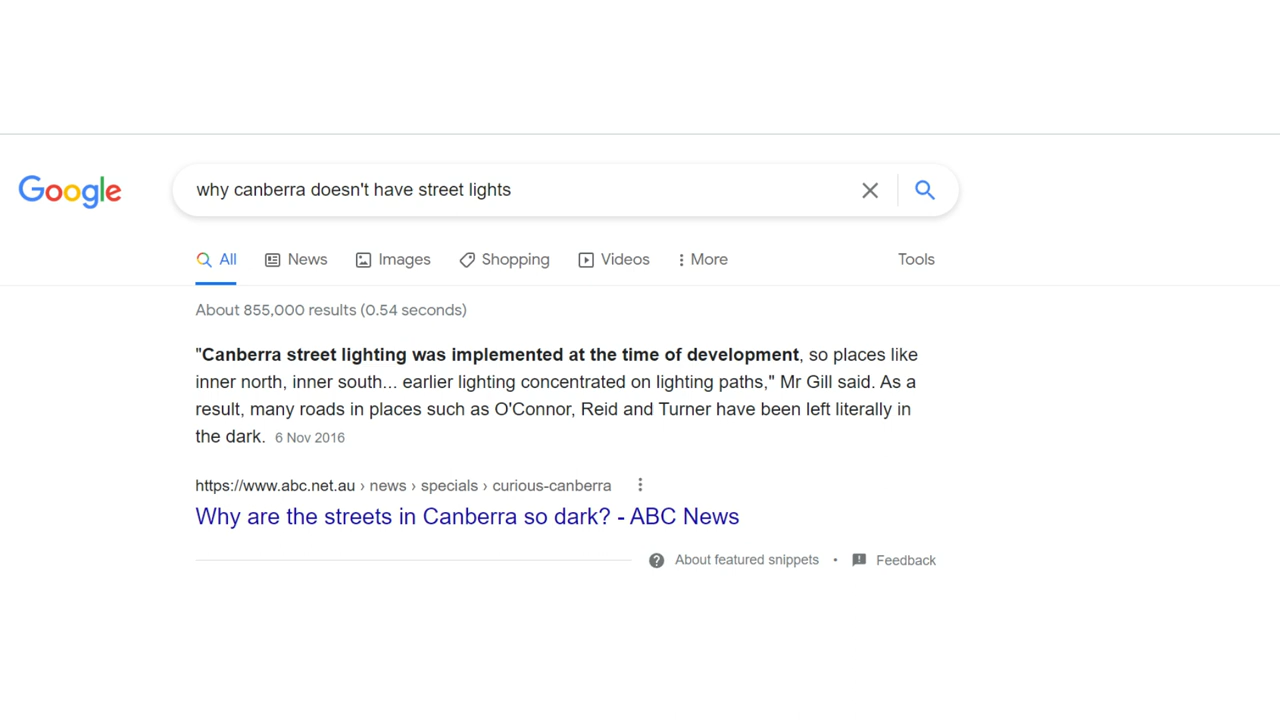 Google
why canberra doesn't have street lights
All News Images Shopping Videos More Tools
About 855,000 results (0.54 seconds)
"Canberra street lighting was implemented at the time of development, so places like
inner north, inner south... earlier lighting concentrated on lighting paths," Mr Gill said. As a
result, many roads in places such as O'Connor, Reid and Turner have been left literally in
the dark. 6 Nov 2016
https://www.abc.net.au › news › specials › curious-canberra
Why are the streets in Canberra so dark? - ABC News
About featured snippets • Feedback